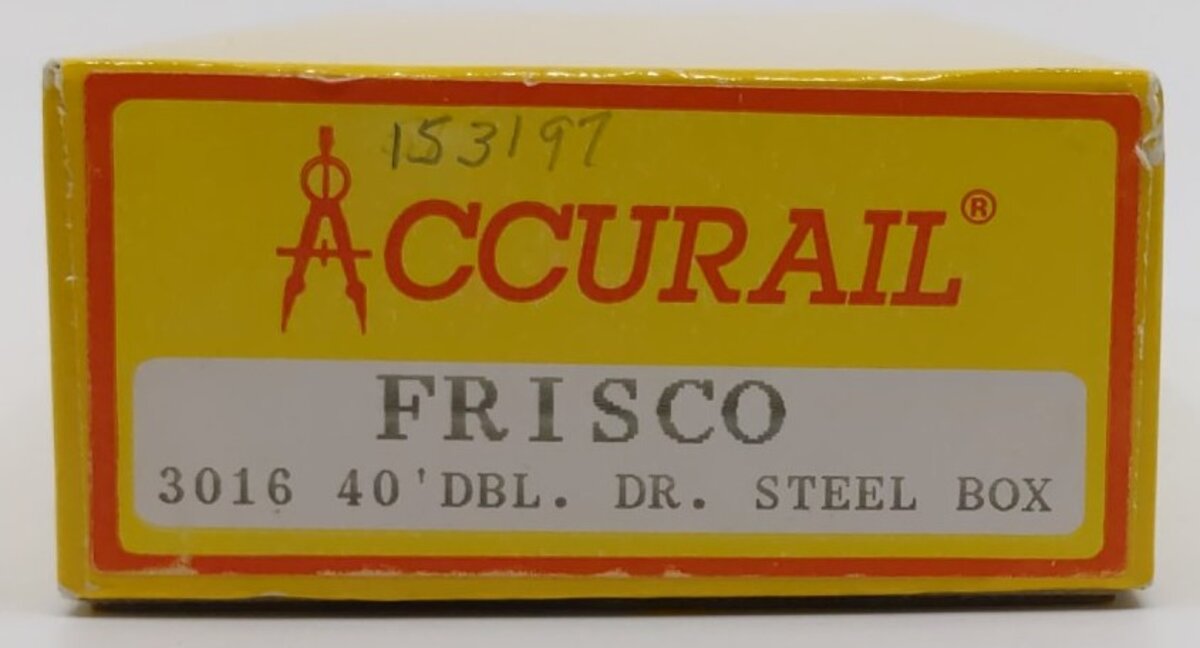 153197
ACCURAIL®
FRISCO
3016 40'DBL. DR. STEEL BOX